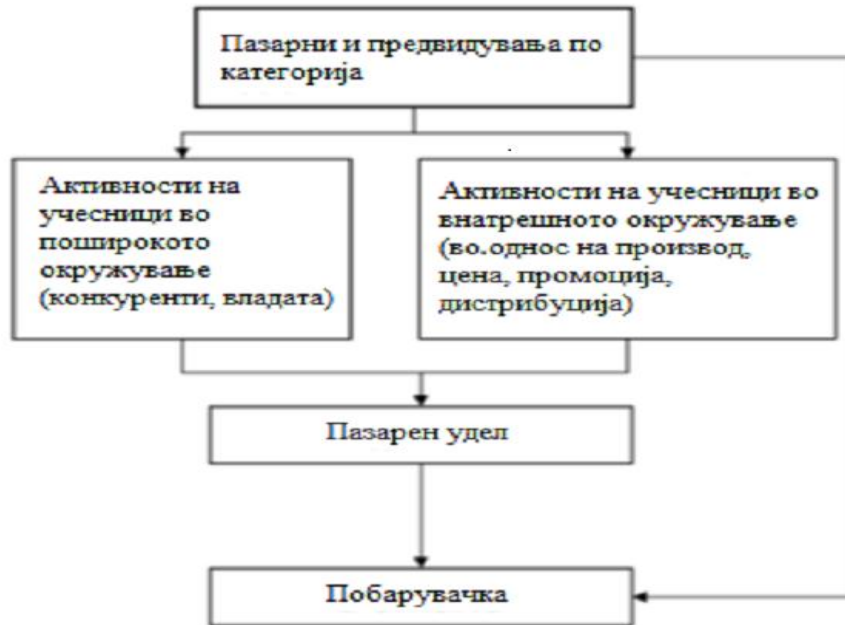 Пазарни и предвидувања по
категорија
Активности на
учесници во
поширокото
окружување
(конкуренти, владата)
Активности на учесници во
внатрешното окружување
(во.однос на производ,
цена, промоција,
дистрибуција)
Пазарен удел
Побарувачка